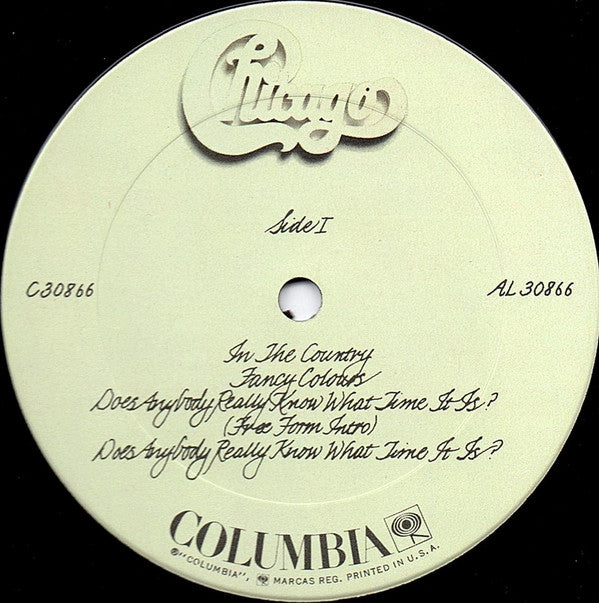 Chicago
Side I
C30866
AL 30866
In The Country
Fancy Colours
Does Anybody Really Know What Time It Is?
(Free Form Intro)
Does Anybody Really Know What Time It Is?
COLUMBIA
℗"COLUMBIA", MARCAS REG. PRINTED IN U.S.A.